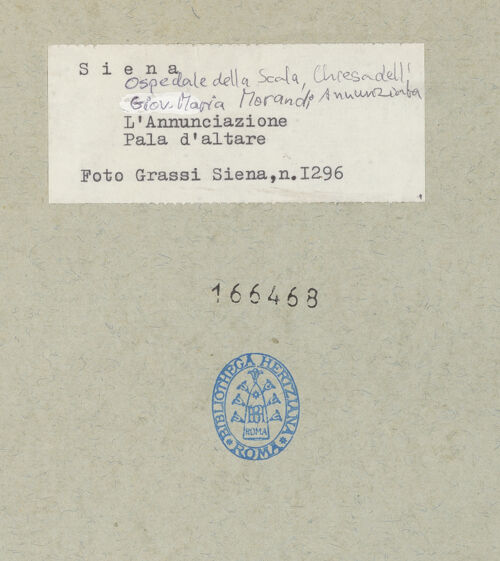 Siena
Ospedale della Scala, Chiesa dell'
Annunziata
Giov. Maria Morandi
L'Annunciazione
Pala d'altare
Foto Grassi Siena,n.I296
166468
BIBLIOTHECA HERTZIANA
ROMA
ROMA